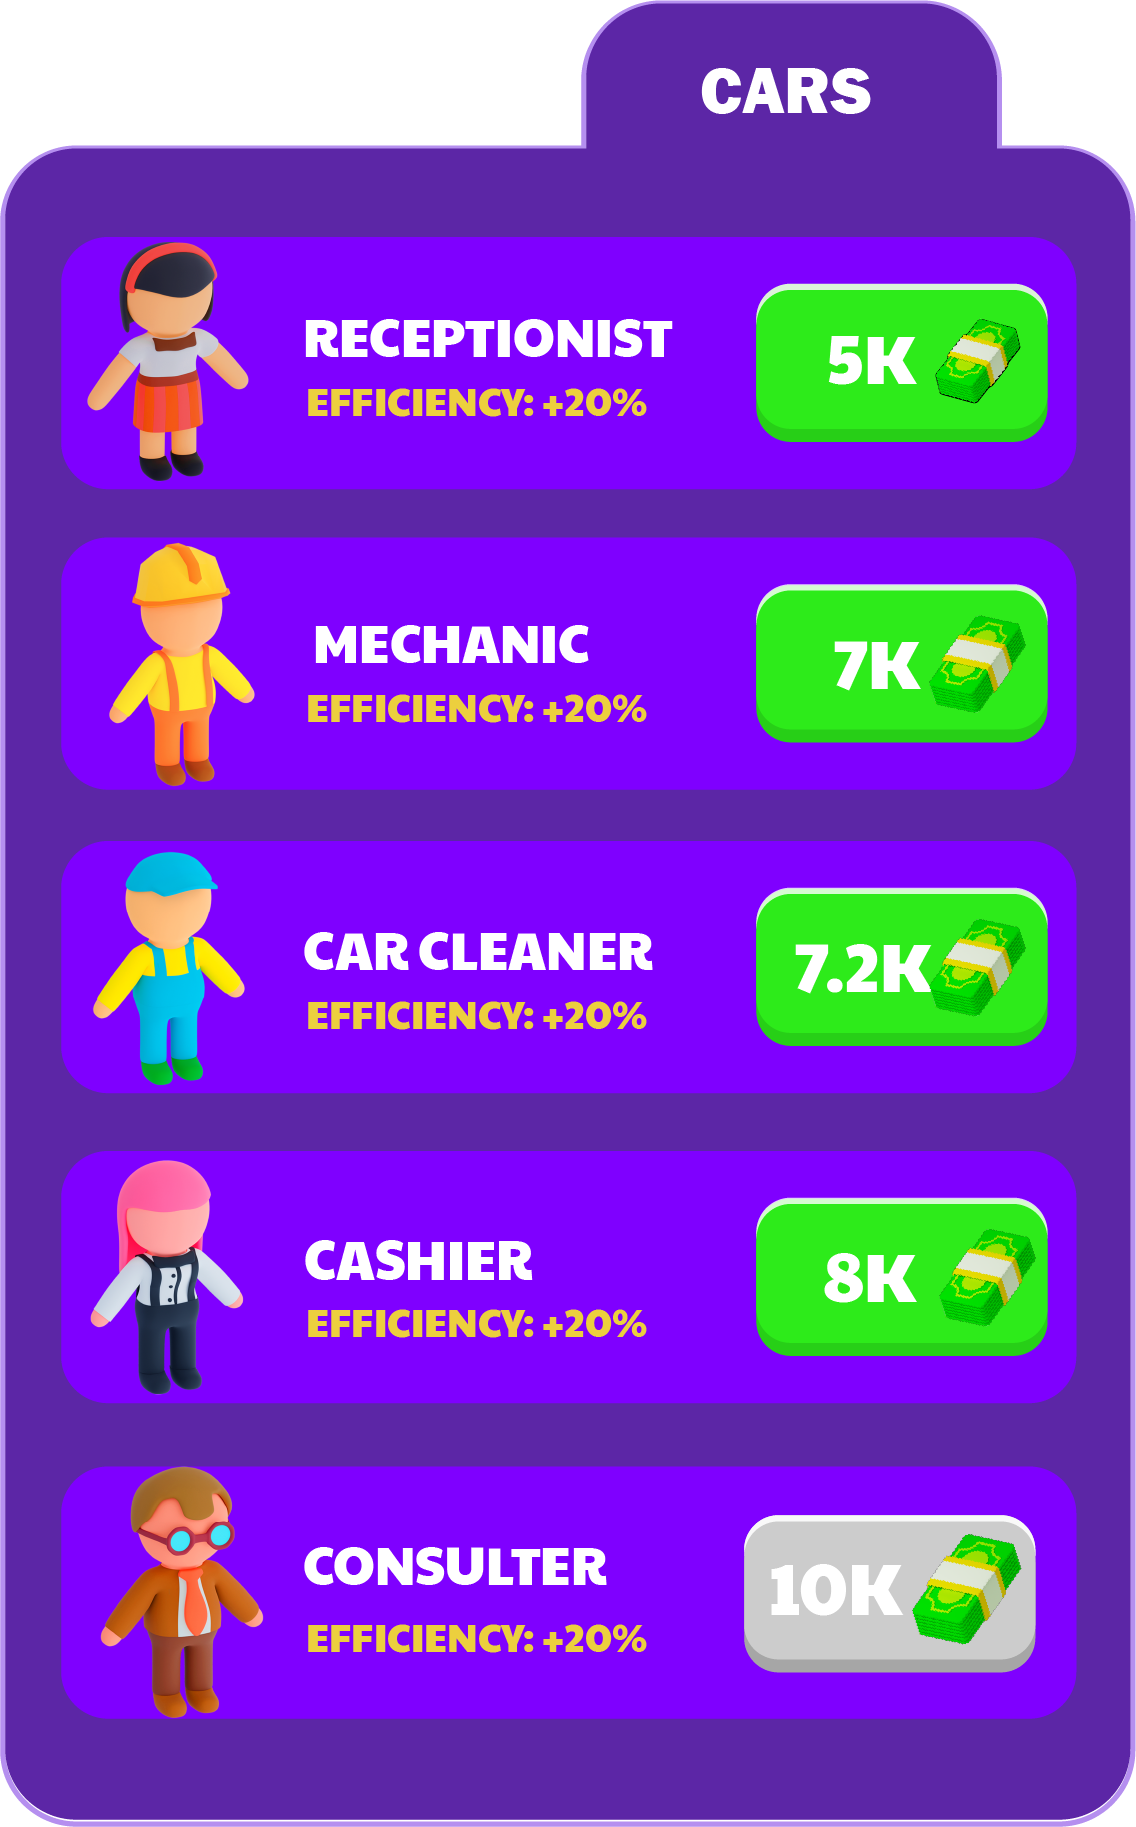 CARS
RECEPTIONIST
EFFICIENCY: +20%
5K
MECHANIC
EFFICIENCY: +20%
7K
CAR CLEANER
EFFICIENCY: +20%
7.2K
CASHIER
EFFICIENCY: +20%
8K
CONSULTER
EFFICIENCY: +20%
10K